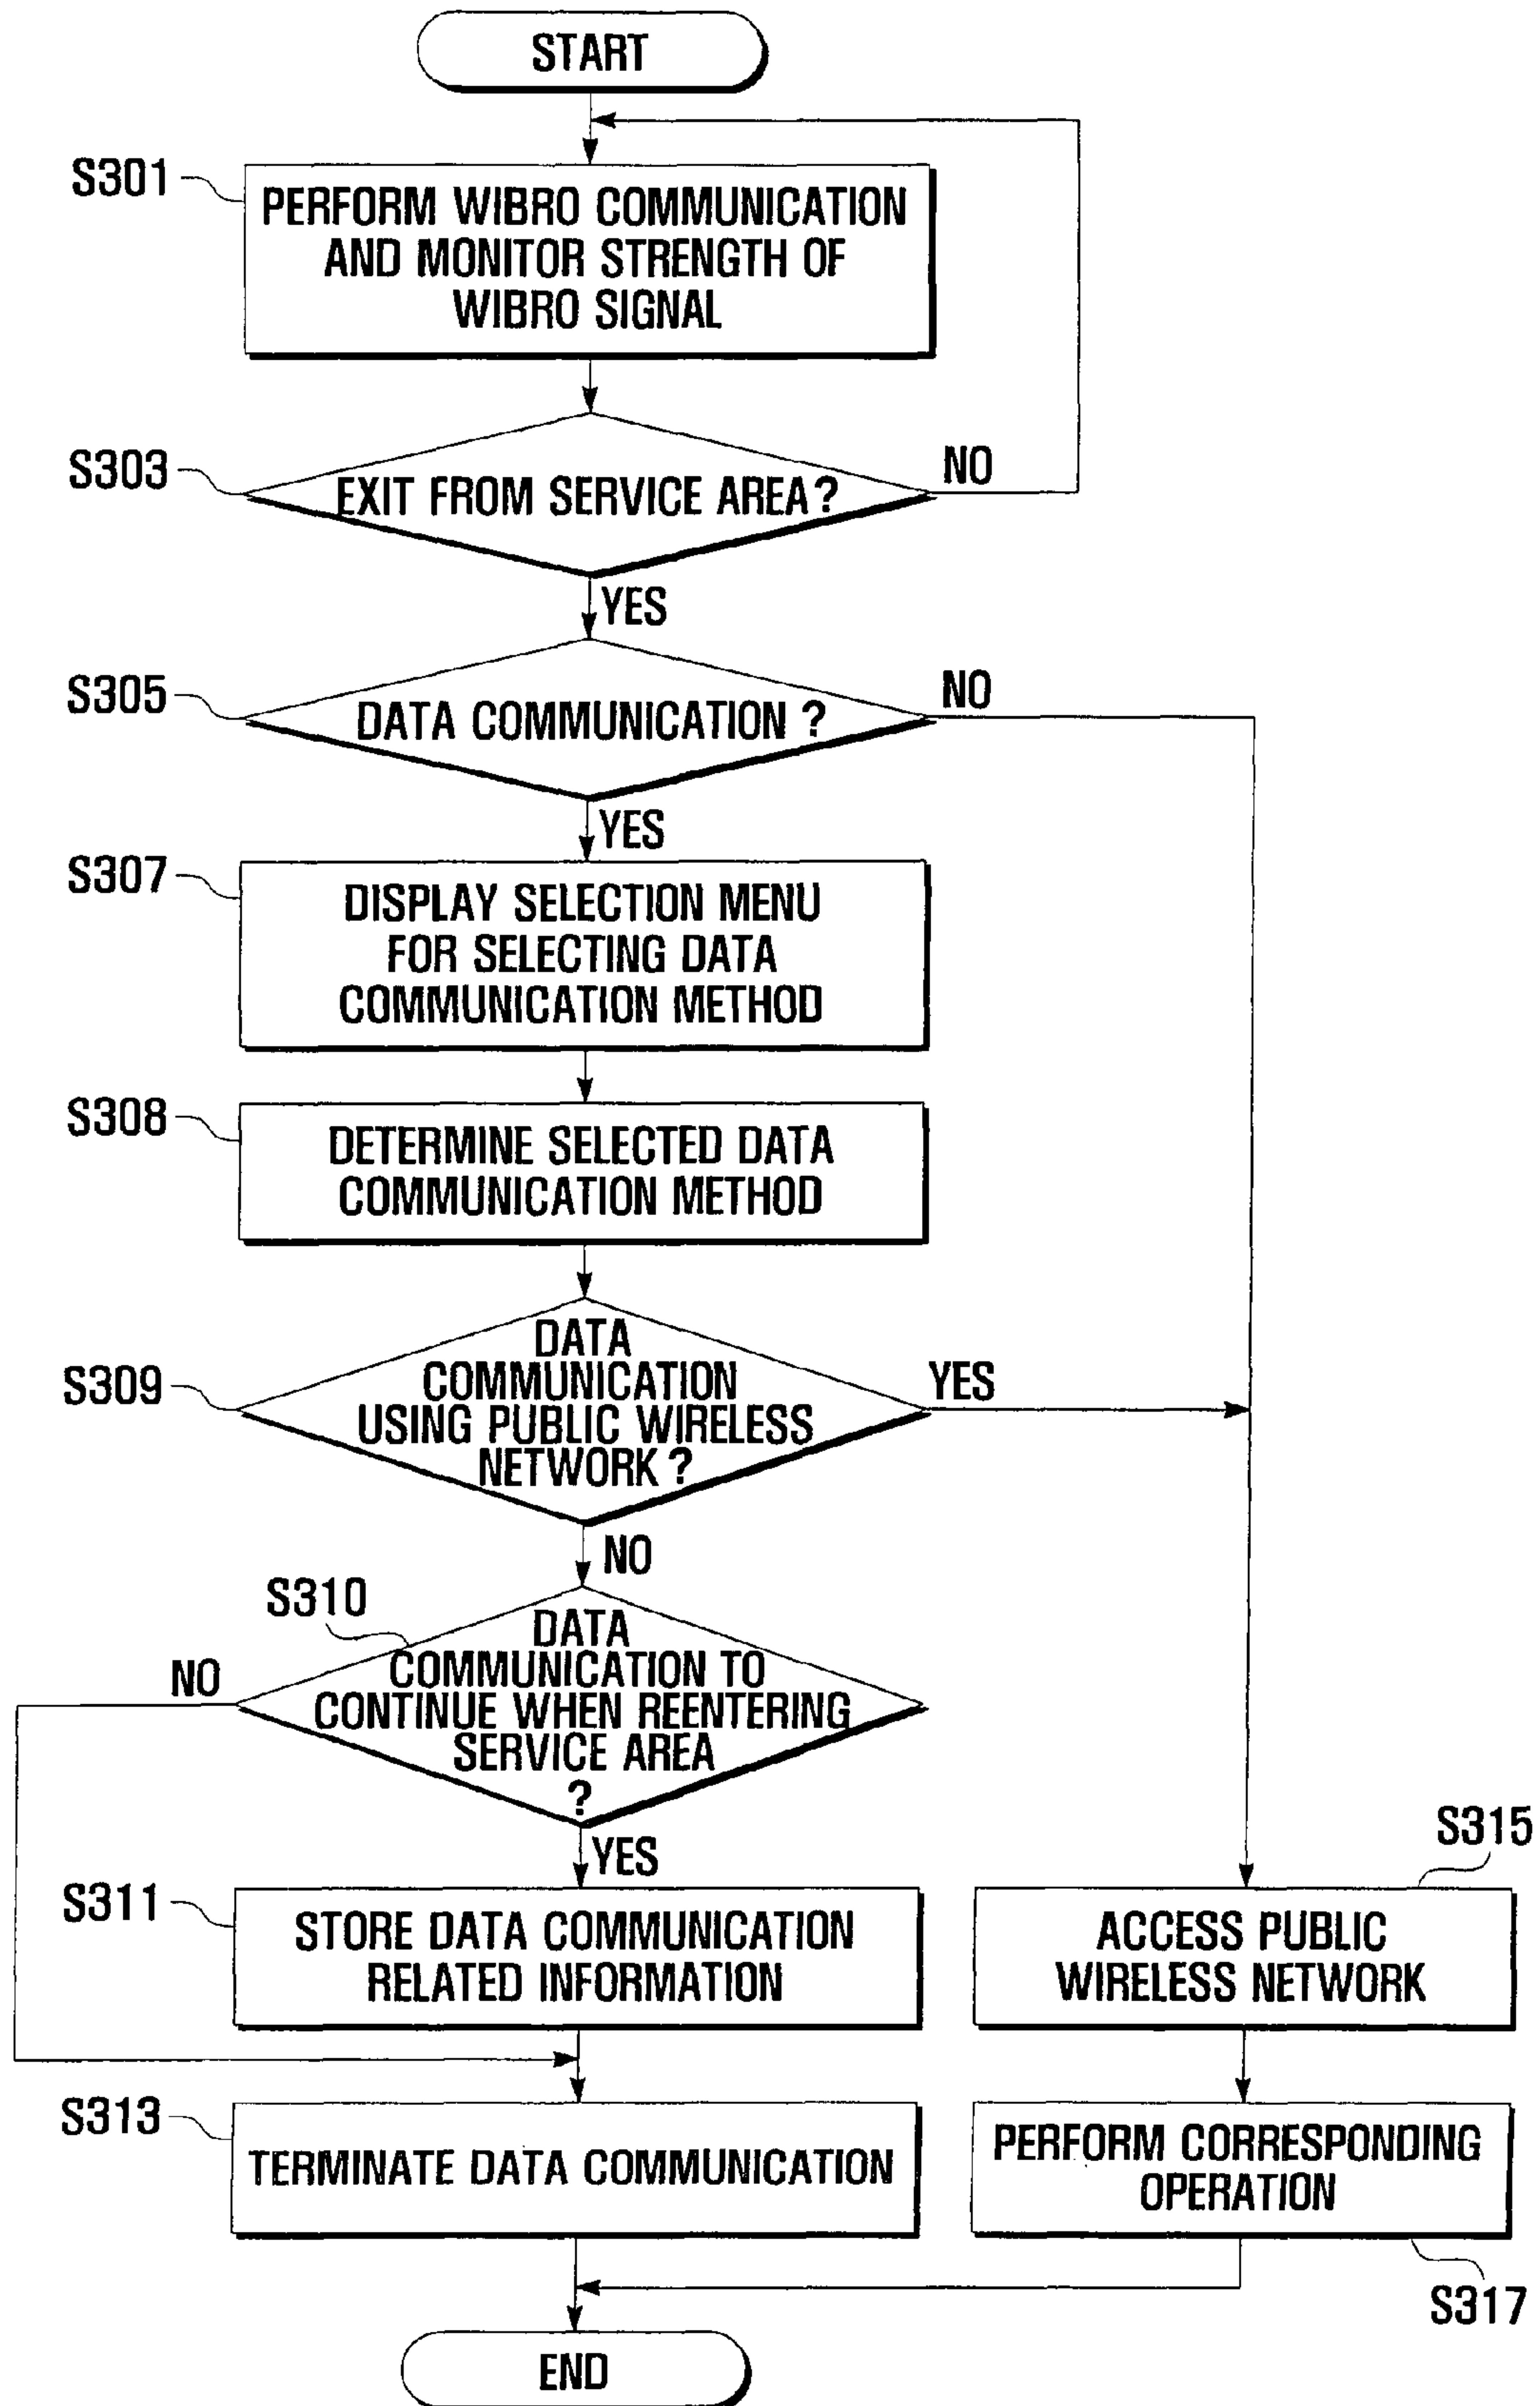 START
S301
PERFORM WIBRO COMMUNICATION
AND MONITOR STRENGTH OF
WIBRO SIGNAL
S303
EXIT FROM SERVICE AREA?
NO
YES
S305
DATA COMMUNICATION ?
NO
YES
S307
DISPLAY SELECTION MENU
FOR SELECTING DATA
COMMUNICATION METHOD
S308
DETERMINE SELECTED DATA
COMMUNICATION METHOD
S309
DATA
COMMUNICATION
USING PUBLIC WIRELESS
NETWORK ?
YES
NO
S310
DATA
COMMUNICATION TO
CONTINUE WHEN REENTERING
SERVICE AREA
?
NO
YES
S311
STORE DATA COMMUNICATION
RELATED INFORMATION
S315
ACCESS PUBLIC
WIRELESS NETWORK
S313
TERMINATE DATA COMMUNICATION
PERFORM CORRESPONDING
OPERATION
S317
END